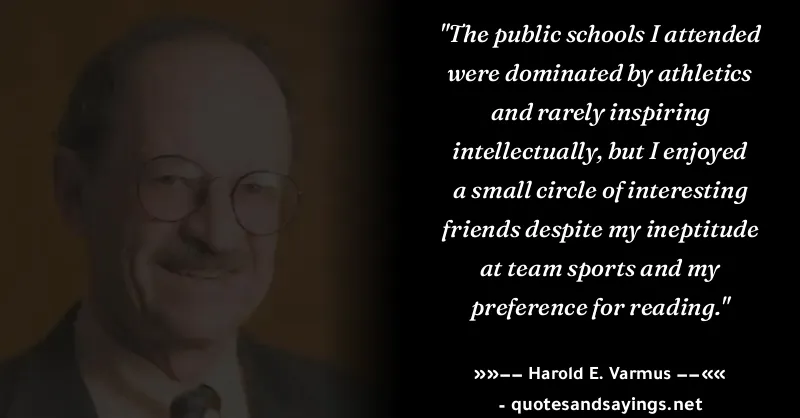 "The public schools I attended
were dominated by athletics
and rarely inspiring
intellectually, but I enjoyed
a small circle of interesting
friends despite my ineptitude
at team sports and my
preference for reading."
»»−− Harold E. Varmus −−««
- quotesandsayings.net